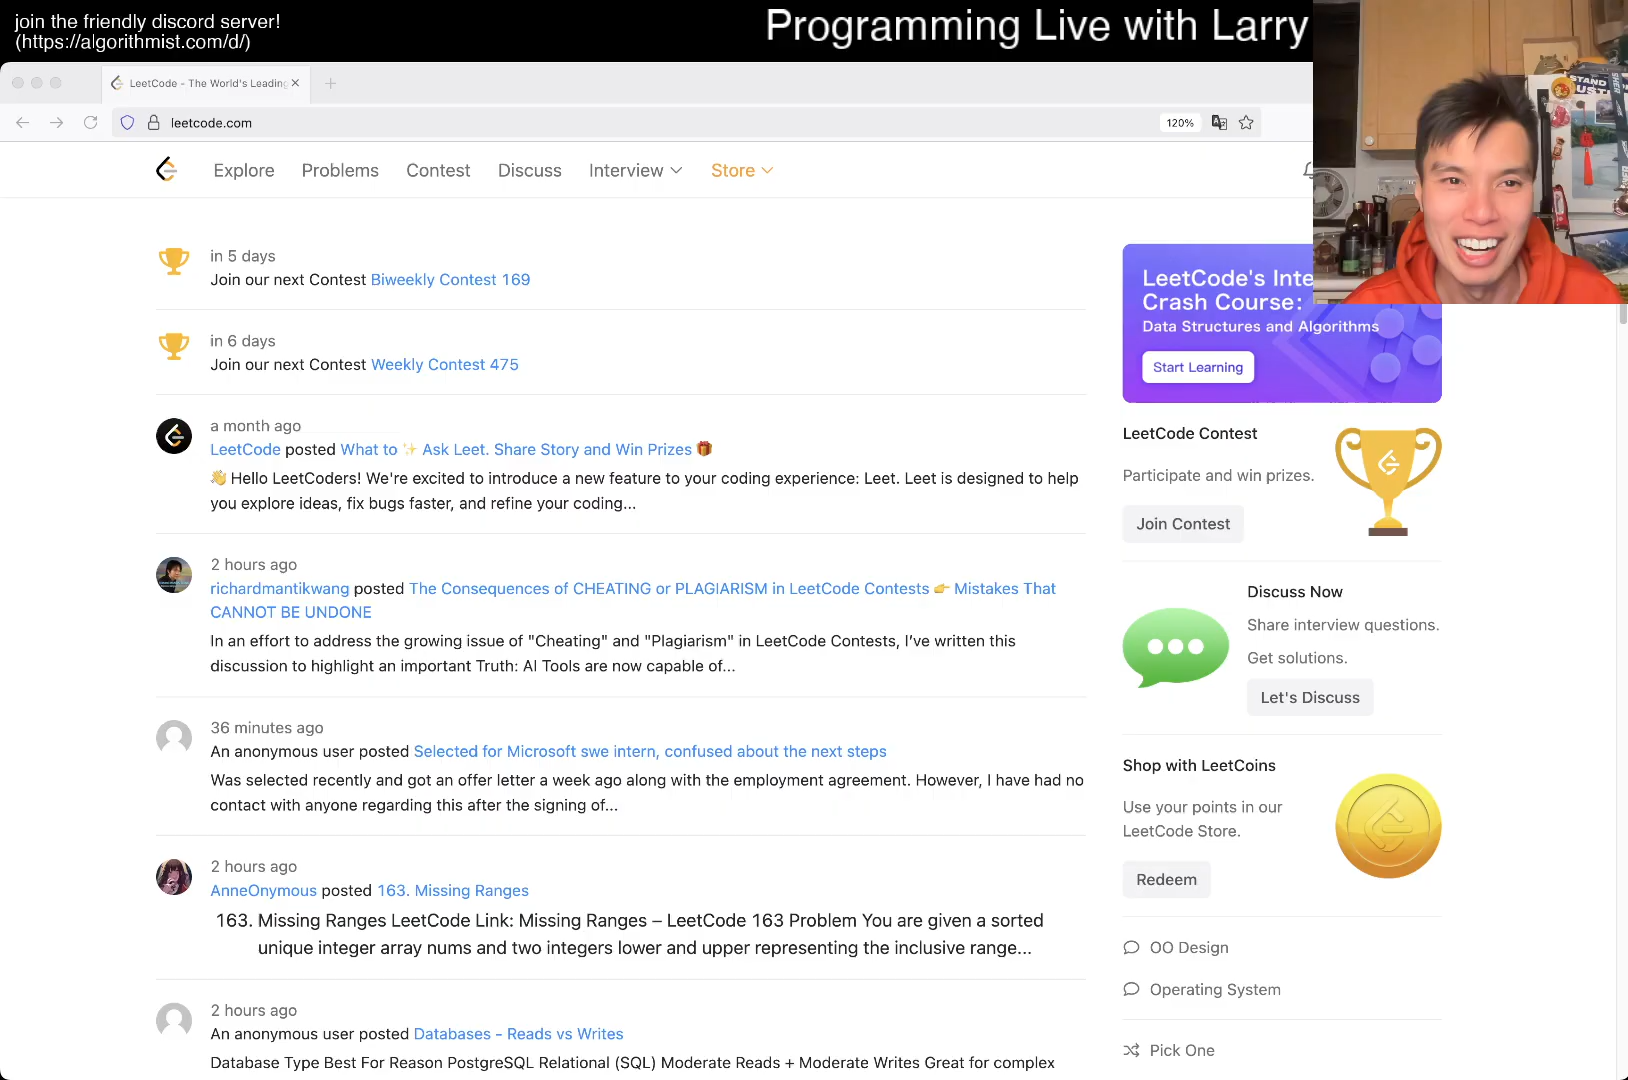 join the friendly discord server!
(https://algorithmist.com/d/)
Programming Live with Larry
LeetCode - The World's Leading
leetcode.com
120%
Explore
Problems
Contest
Discuss
Interview
Store
in 5 days
Join our next Contest Biweekly Contest 169
in 6 days
Join our next Contest Weekly Contest 475
a month ago
LeetCode posted What to ✨ Ask Leet. Share Story and Win Prizes 🎁
👋 Hello LeetCoders! We're excited to introduce a new feature to your coding experience: Leet. Leet is designed to help
you explore ideas, fix bugs faster, and refine your coding...
2 hours ago
richardmantikwang posted The Consequences of CHEATING or PLAGIARISM in LeetCode Contests 👉 Mistakes That
CANNOT BE UNDONE
In an effort to address the growing issue of "Cheating" and "Plagiarism" in LeetCode Contests, I've written this
discussion to highlight an important Truth: AI Tools are now capable of...
36 minutes ago
An anonymous user posted Selected for Microsoft swe intern, confused about the next steps
Was selected recently and got an offer letter a week ago along with the employment agreement. However, I have had no
contact with anyone regarding this after the signing of...
2 hours ago
AnneOnymous posted 163. Missing Ranges
163. Missing Ranges LeetCode Link: Missing Ranges – LeetCode 163 Problem You are given a sorted
unique integer array nums and two integers lower and upper representing the inclusive range...
2 hours ago
An anonymous user posted Databases - Reads vs Writes
Database Type Best For Reason PostgreSQL Relational (SQL) Moderate Reads + Moderate Writes Great for complex
LeetCode's Inte
Crash Course:
Data Structures and Algorithms
Start Learning
LeetCode Contest
Participate and win prizes.
Join Contest
Discuss Now
Share interview questions.
Get solutions.
Let's Discuss
Shop with LeetCoins
Use your points in our
LeetCode Store.
Redeem
OO Design
Operating System
Pick One
STAND